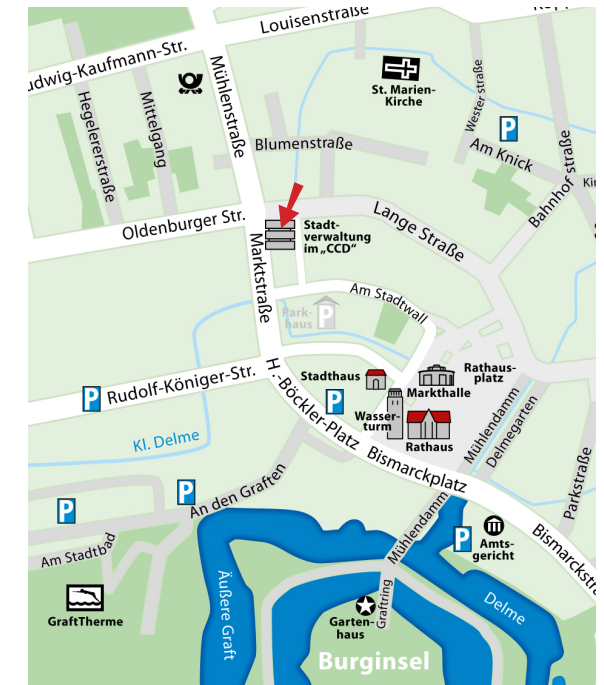 Louisenstraße
udwig-Kaufmann-Str.
Hegelererstraße
Mittelgang
Mühlenstraße
St. Marien-
Kirche
Wester straße
P
Am Knick
Bahnhof straße
Blumenstraße
Oldenburger Str.
Stadt-
verwaltung
im „CCD“
Lange Straße
Marktstraße
Am Stadtwall
Park-
haus
P
Stadthaus
Markthalle
Rathaus-
platz
Wasser-
turm
Rathaus
P
Rudolf-Königer-Str.
P
H.-Böckler-Platz
Bismarckplatz
Bismarckstra
Mühlendamm
Delmegarten
Parkstraße
Kl. Delme
P
P
An den Graften
Am Stadtbad
GraftTherme
Äußere Graft
Mühlendamm
P
Amts-
gericht
Delme
Garten-
haus
Graftring
Burginsel